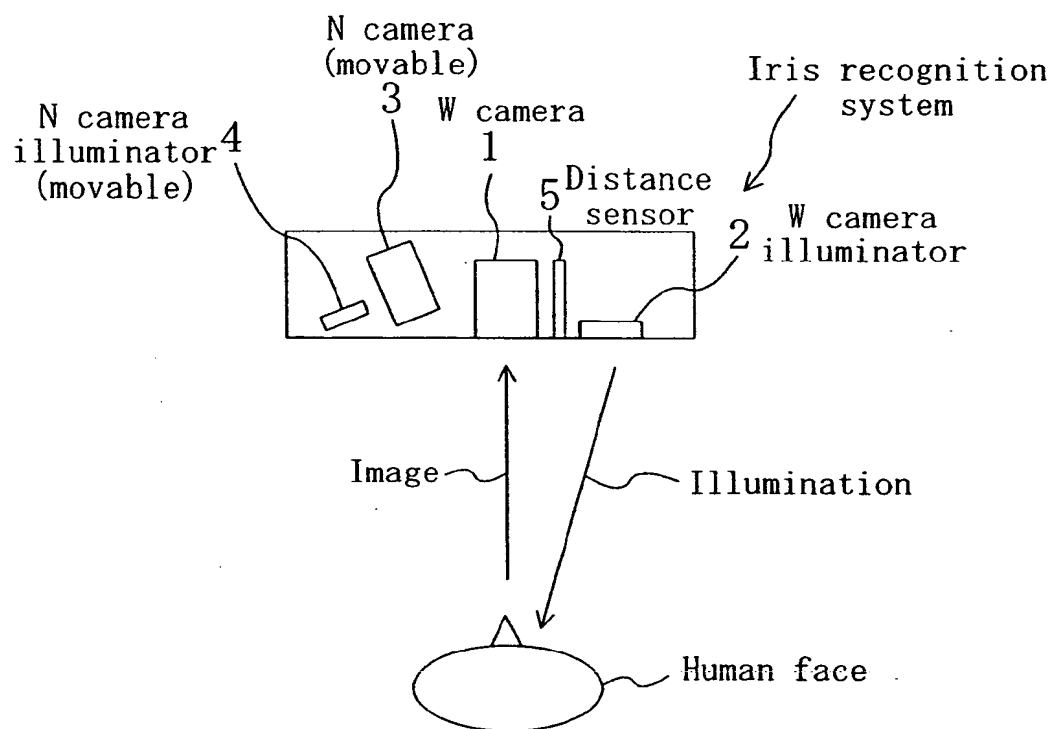 N camera
(movable)
3
W camera
1
Iris recognition
system
N camera
illuminator 4
(movable)
5 Distance
sensor
2 W camera
illuminator
Image
Illumination
Human face